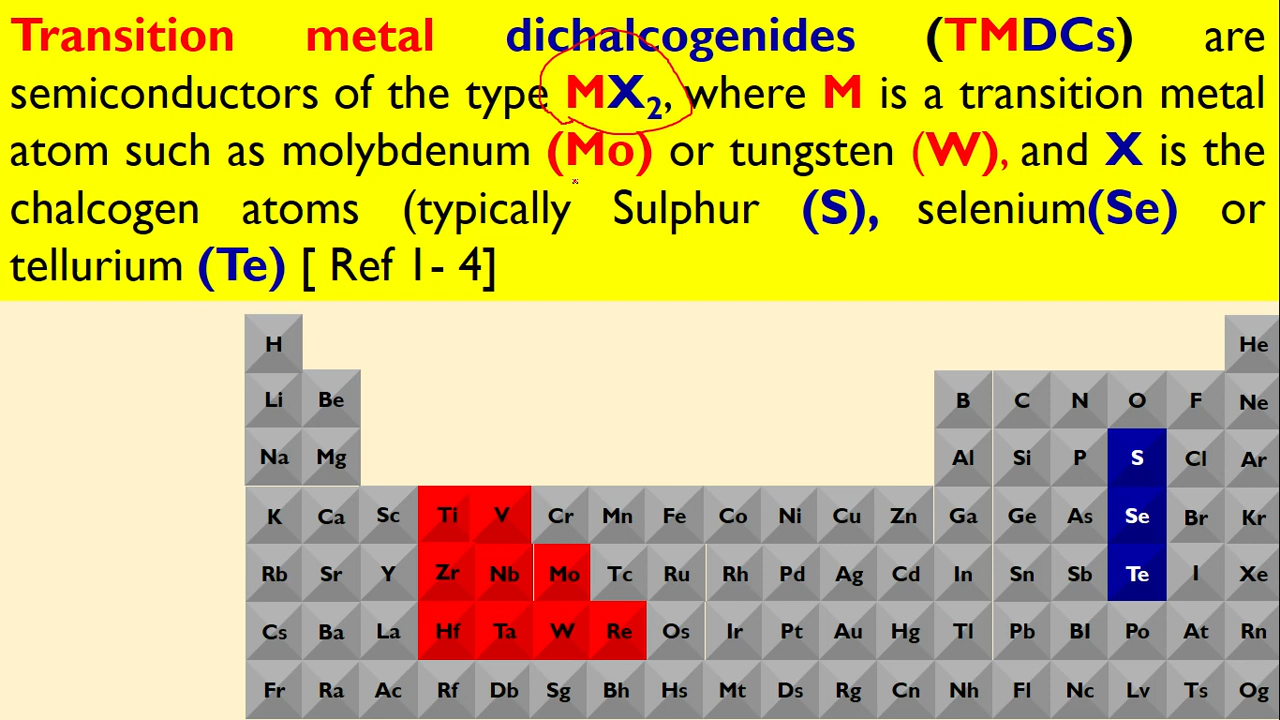 Transition metal dichalcogenides (TMDCs) are
semiconductors of the type MX2, where M is a transition metal
atom such as molybdenum (Mo) or tungsten (W), and X is the
chalcogen atoms (typically Sulphur (S), selenium(Se) or
tellurium (Te) [ Ref 1- 4]
H He
Li Be B C N O F Ne
Na Mg Al Si P S Cl Ar
K Ca Sc Ti V Cr Mn Fe Co Ni Cu Zn Ga Ge As Se Br Kr
Rb Sr Y Zr Nb Mo Tc Ru Rh Pd Ag Cd In Sn Sb Te I Xe
Cs Ba La Hf Ta W Re Os Ir Pt Au Hg Tl Pb BI Po At Rn
Fr Ra Ac Rf Db Sg Bh Hs Mt Ds Rg Cn Nh Fl Nc Lv Ts Og